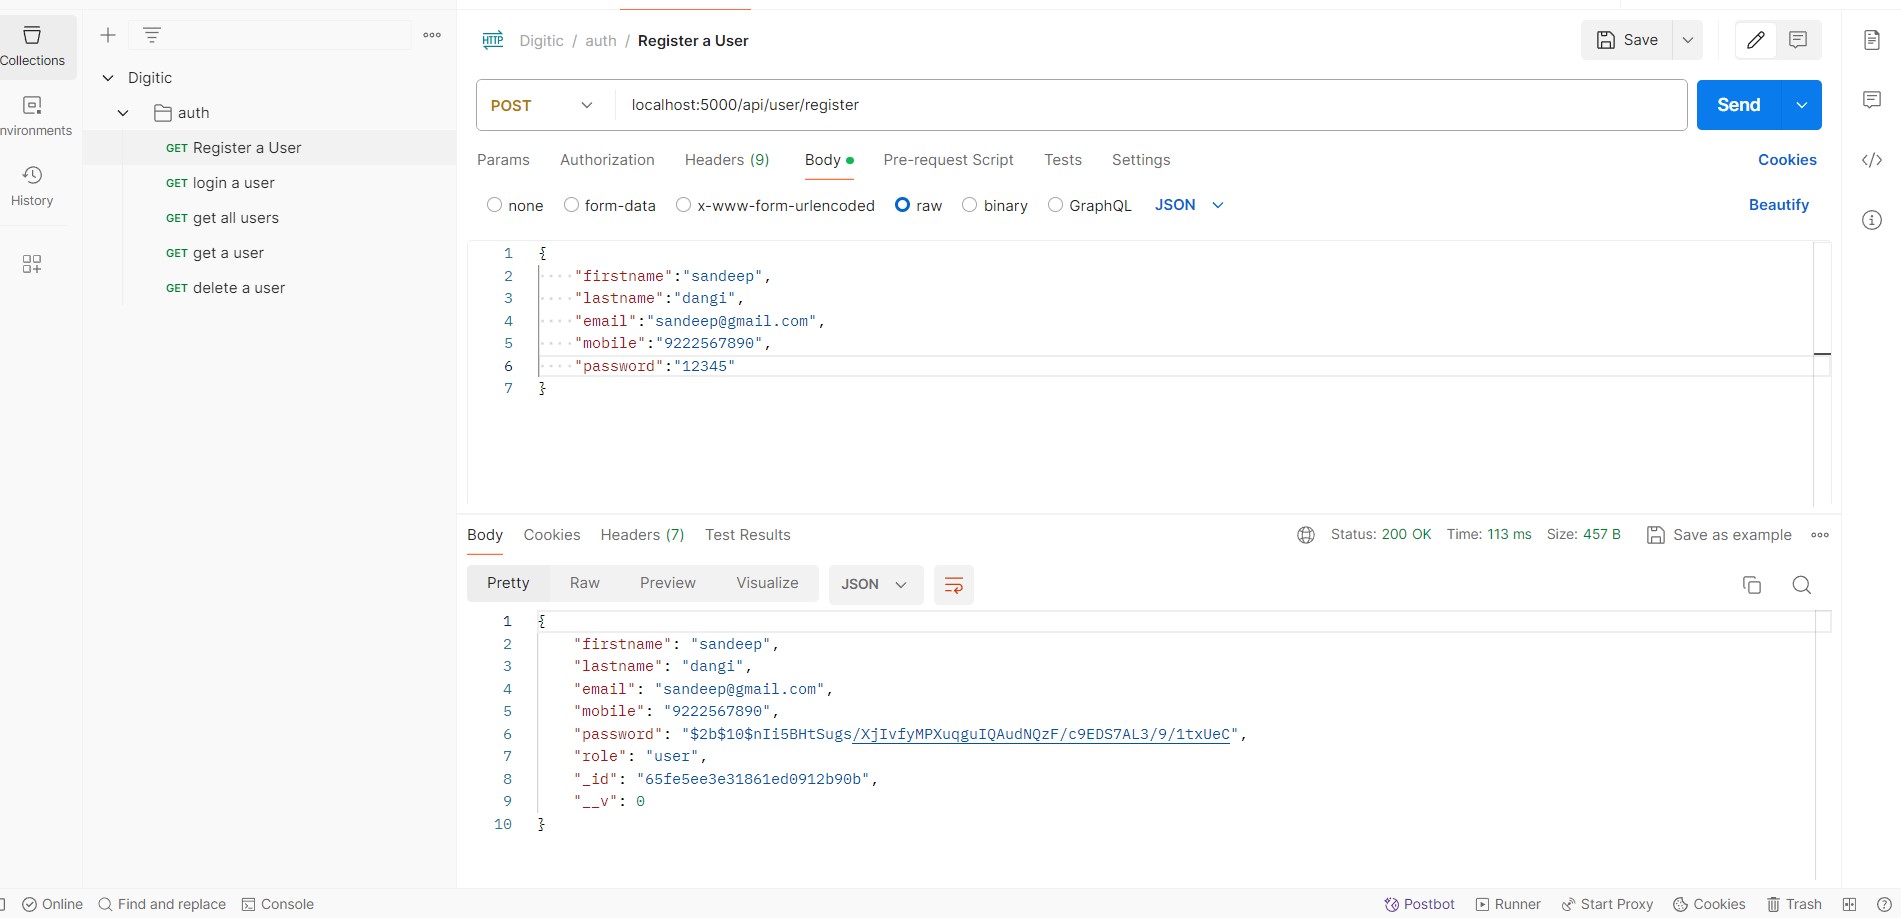 Collections
nvironments
History
Digitic
auth
GET Register a User
GET login a user
GET get all users
GET get a user
GET delete a user
HTTP Digitic / auth / Register a User
Save
POST localhost:5000/api/user/register Send
Params Authorization Headers (9) Body Pre-request Script Tests Settings Cookies
none form-data x-www-form-urlencoded raw binary GraphQL JSON Beautify
1 {
2 "firstname":"sandeep",
3 "lastname":"dangi",
4 "email":"sandeep@gmail.com",
5 "mobile":"9222567890",
6 "password":"12345"
7 }
Body Cookies Headers (7) Test Results Status: 200 OK Time: 113 ms Size: 457 B Save as example
Pretty Raw Preview Visualize JSON
1 {
2 "firstname": "sandeep",
3 "lastname": "dangi",
4 "email": "sandeep@gmail.com",
5 "mobile": "9222567890",
6 "password": "$2b$10$nIi5BHtSugs/XjIvfyMPXuqguIQAudNQzF/c9EDS7AL3/9/1txUeC",
7 "role": "user",
8 "_id": "65fe5ee3e31861ed0912b90b",
9 "__v": 0
10 }
Online Find and replace Console Postbot Runner Start Proxy Cookies Trash